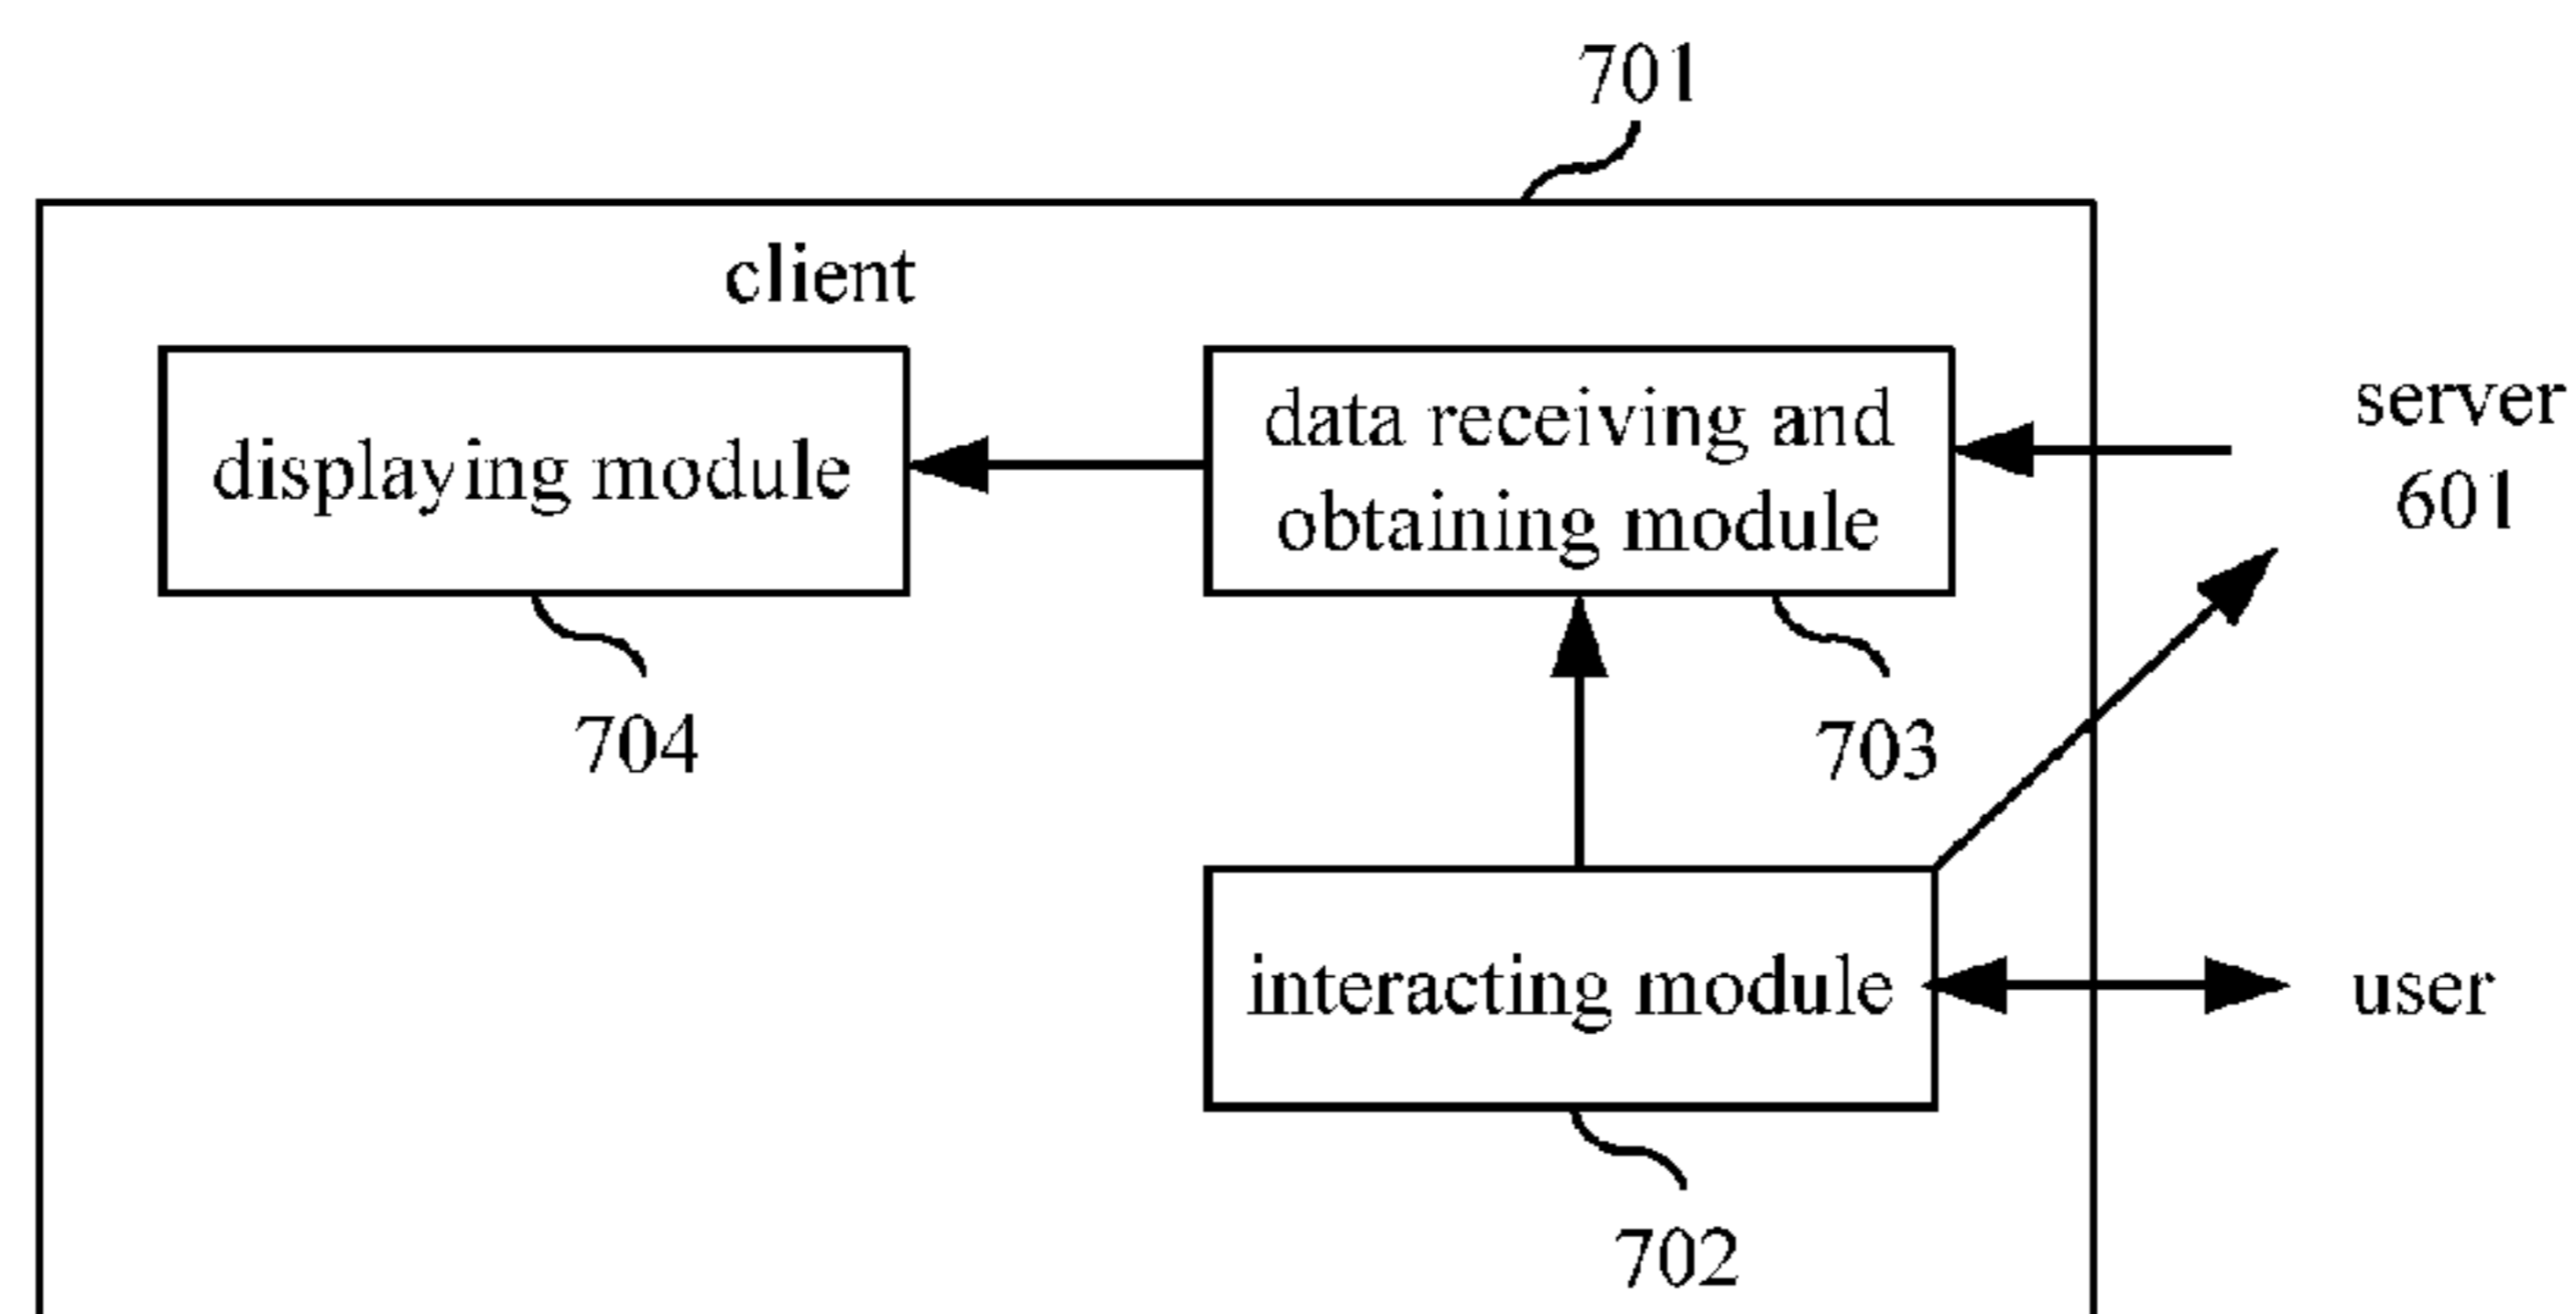 701
client
displaying module
data receiving and
obtaining module
server
601
704
703
interacting module
user
702